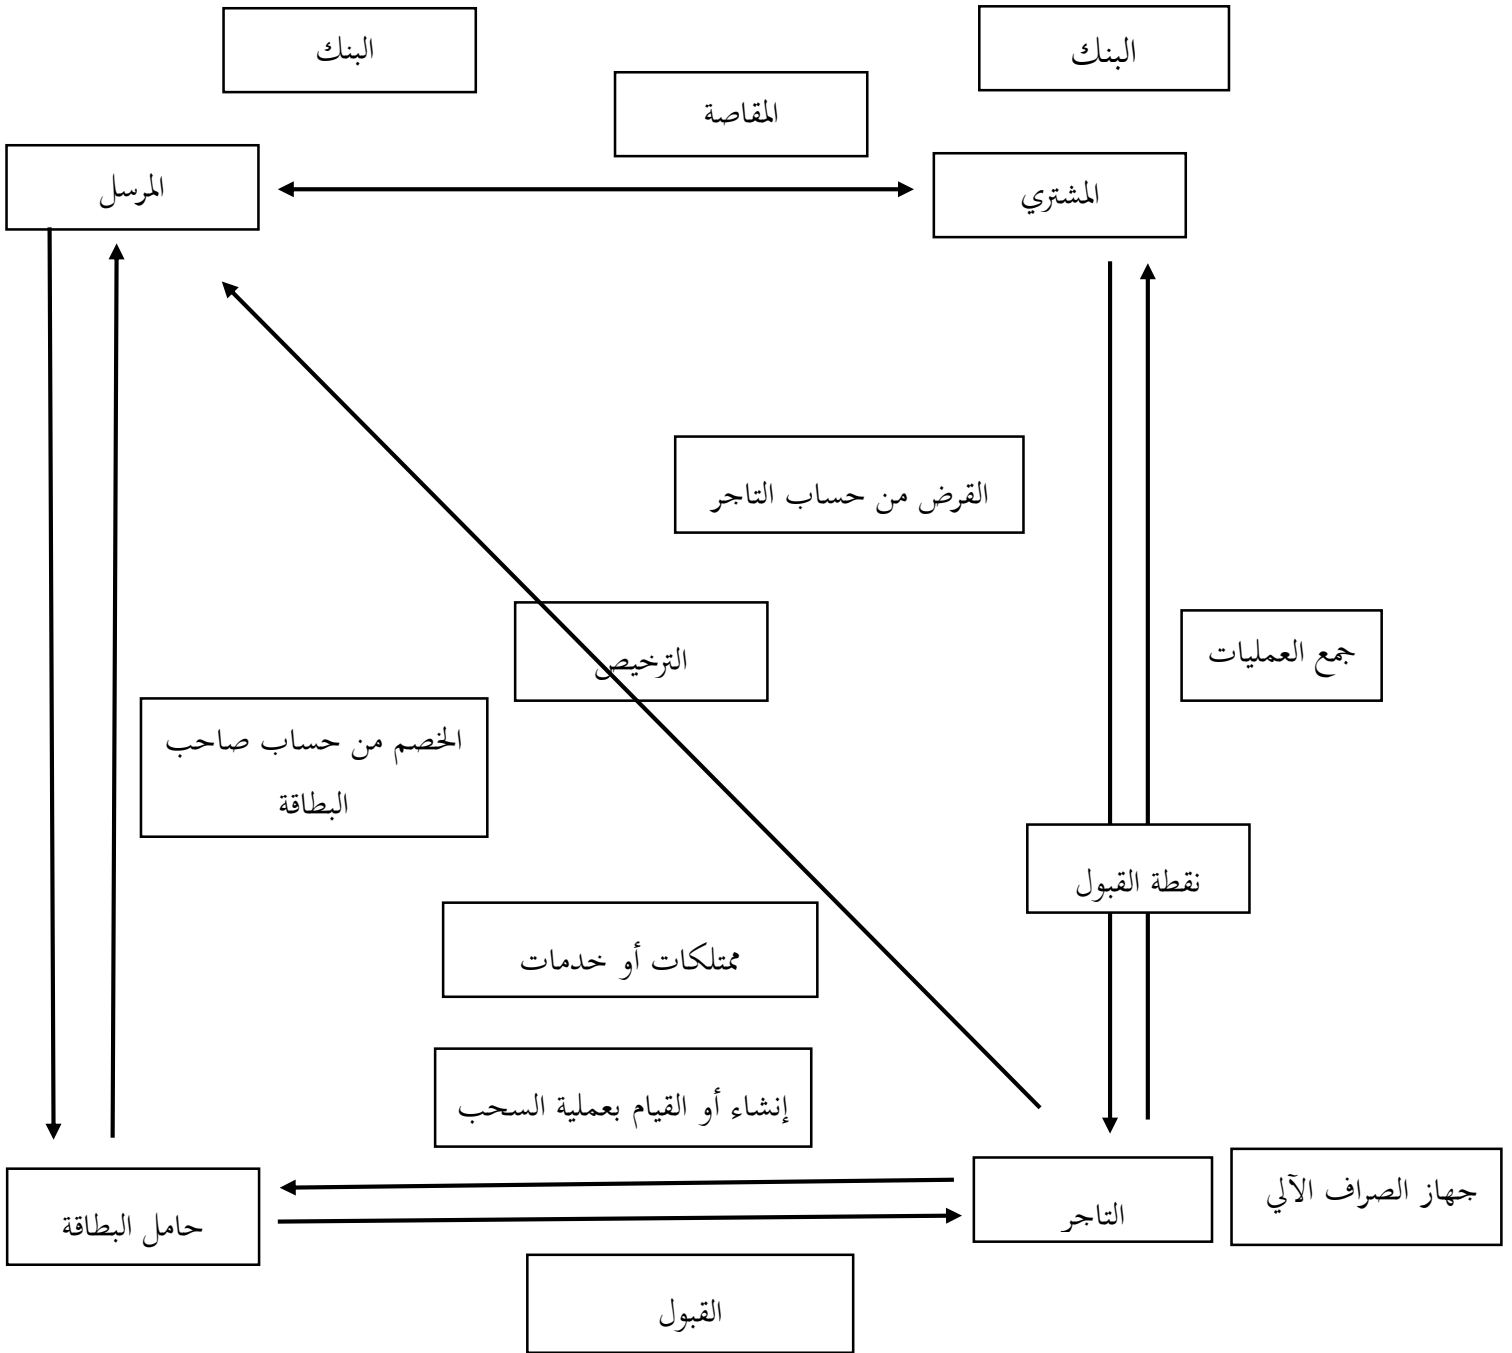 البنك
البنك
المقاصة
المشتري
المرسل
القرض من حساب التاجر
الترخيص
جمع العمليات
الخصم من حساب صاحب
البطاقة
نقطة القبول
ممتلكات أو خدمات
إنشاء أو القيام بعملية السحب
جهاز الصراف الآلي
التاجر
حامل البطاقة
القبول